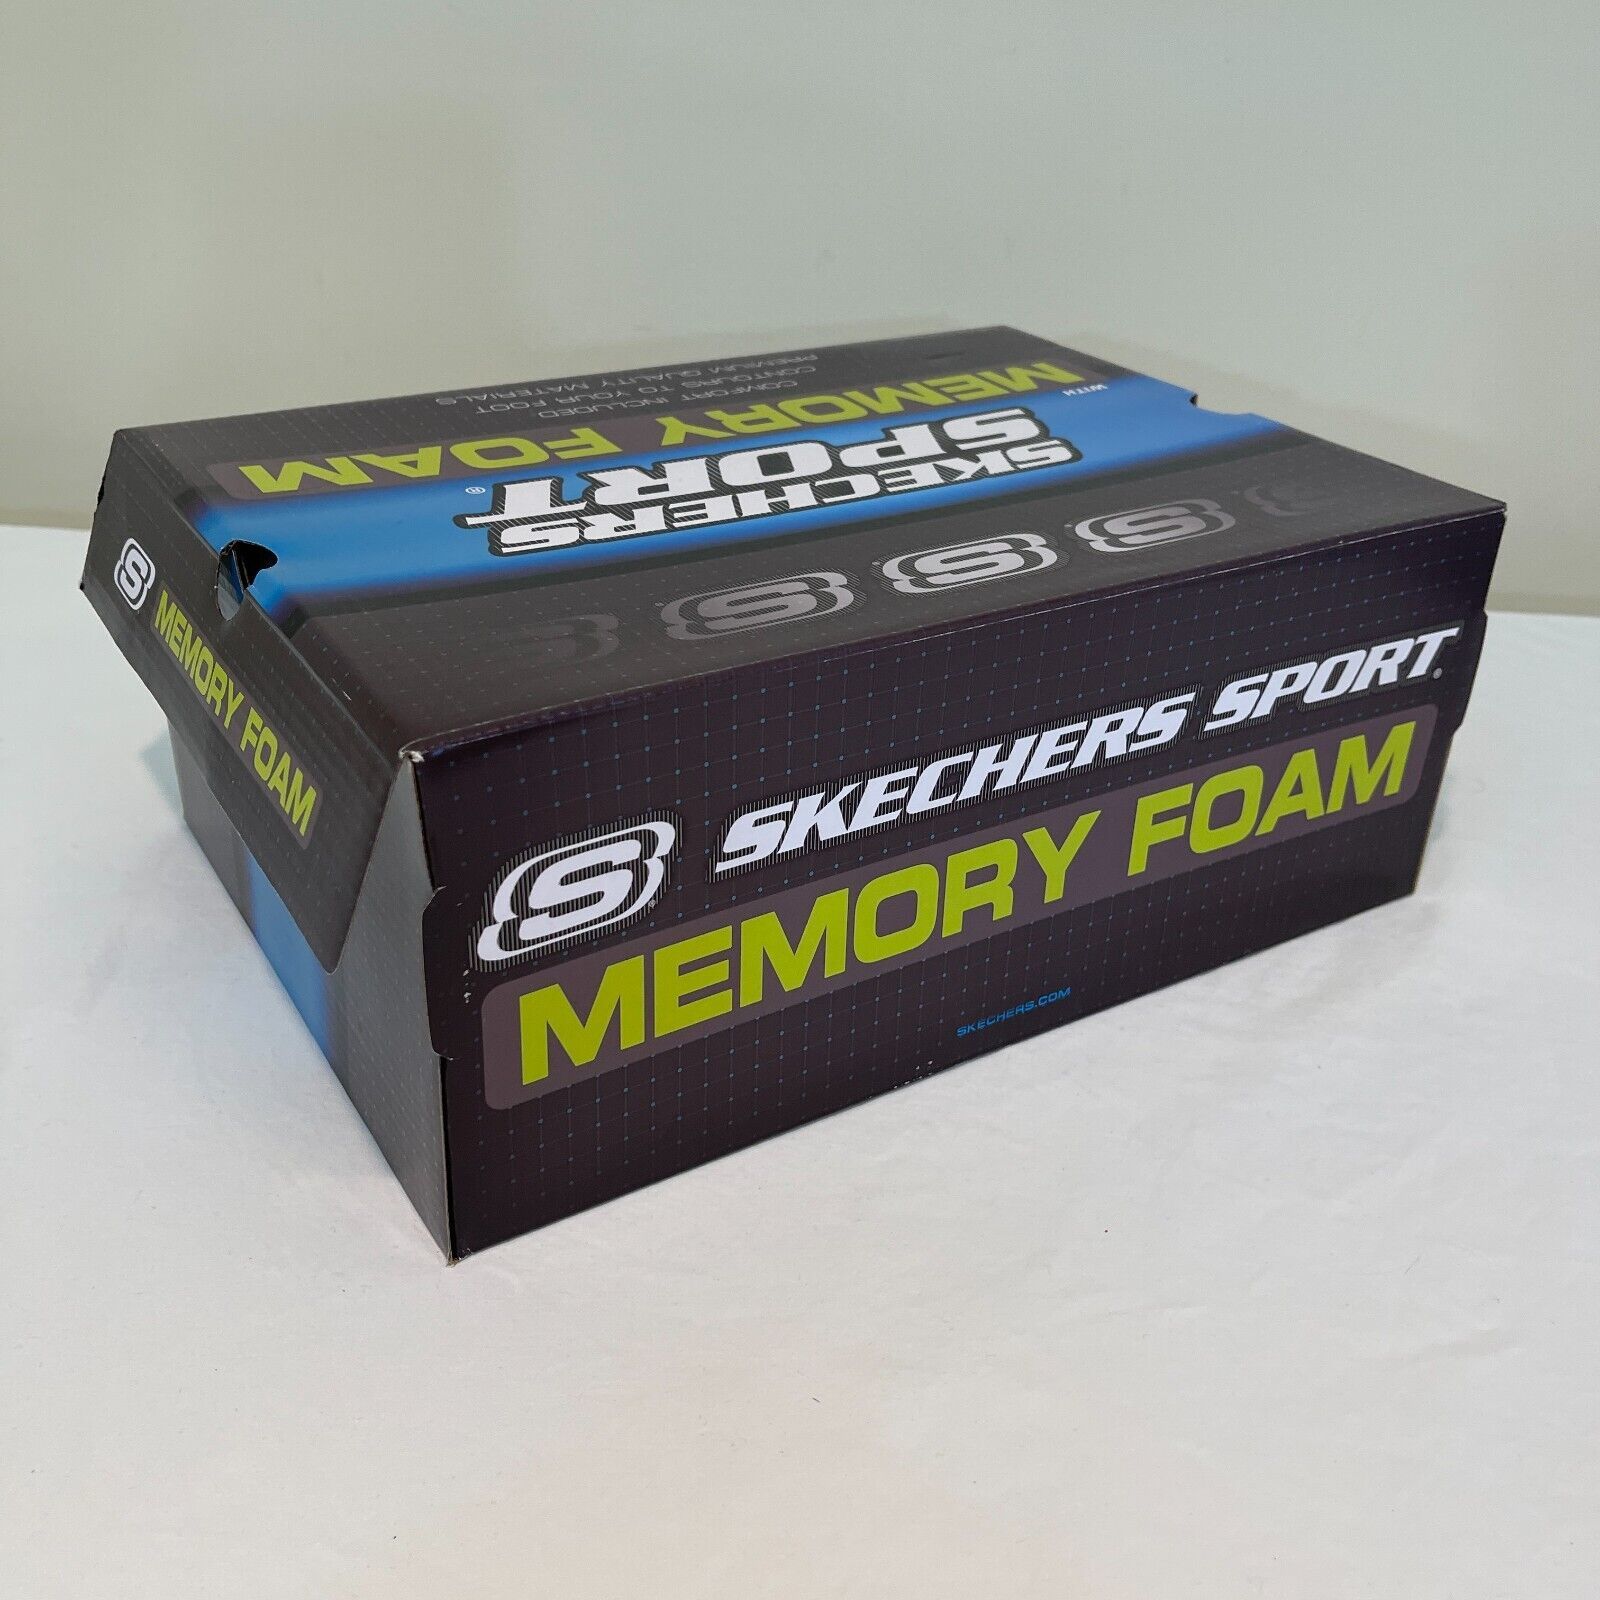 WITH
MEMORY FOAM
COMFORT INCLUDED
CONTOURS TO YOUR FOOT
PREMIUM QUALITY MATERIALS
SKECHERS
SPORT®
S
S
S
S MEMORY FOAM
S SKECHERS SPORT®
MEMORY FOAM
SKECHERS.COM